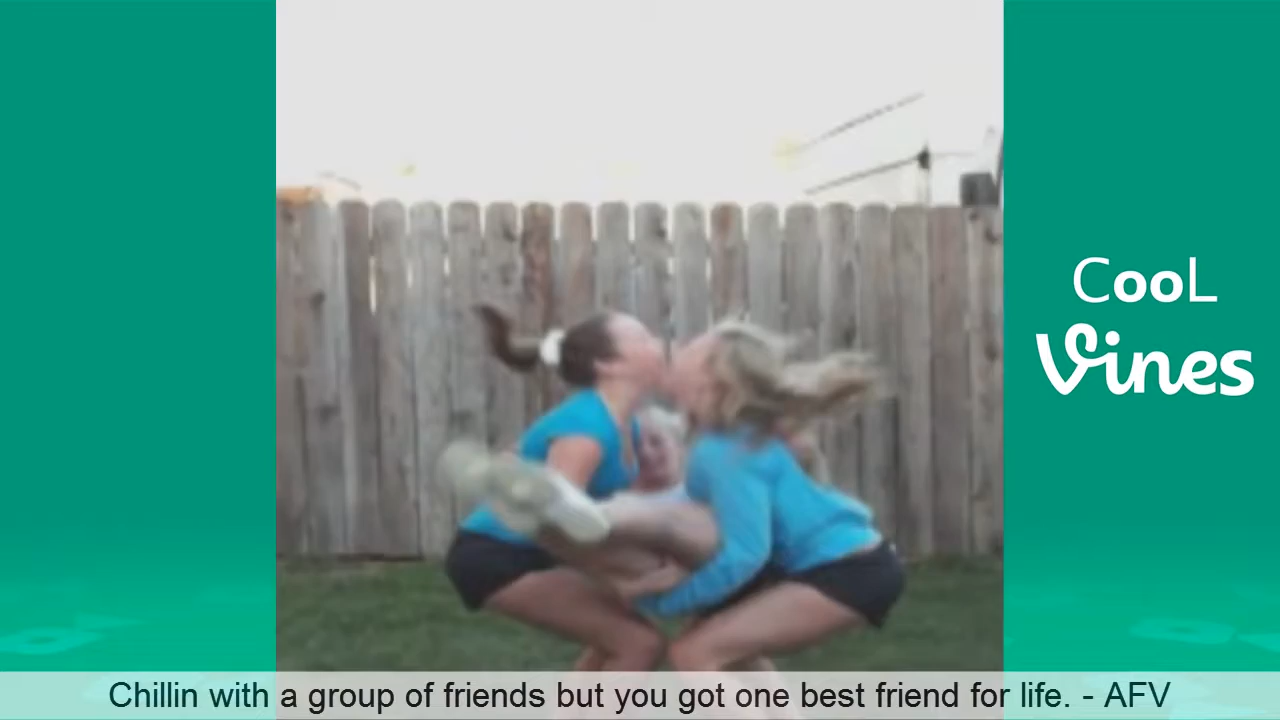 CooL
Vines
Chillin with a group of friends but you got one best friend for life. - AFV